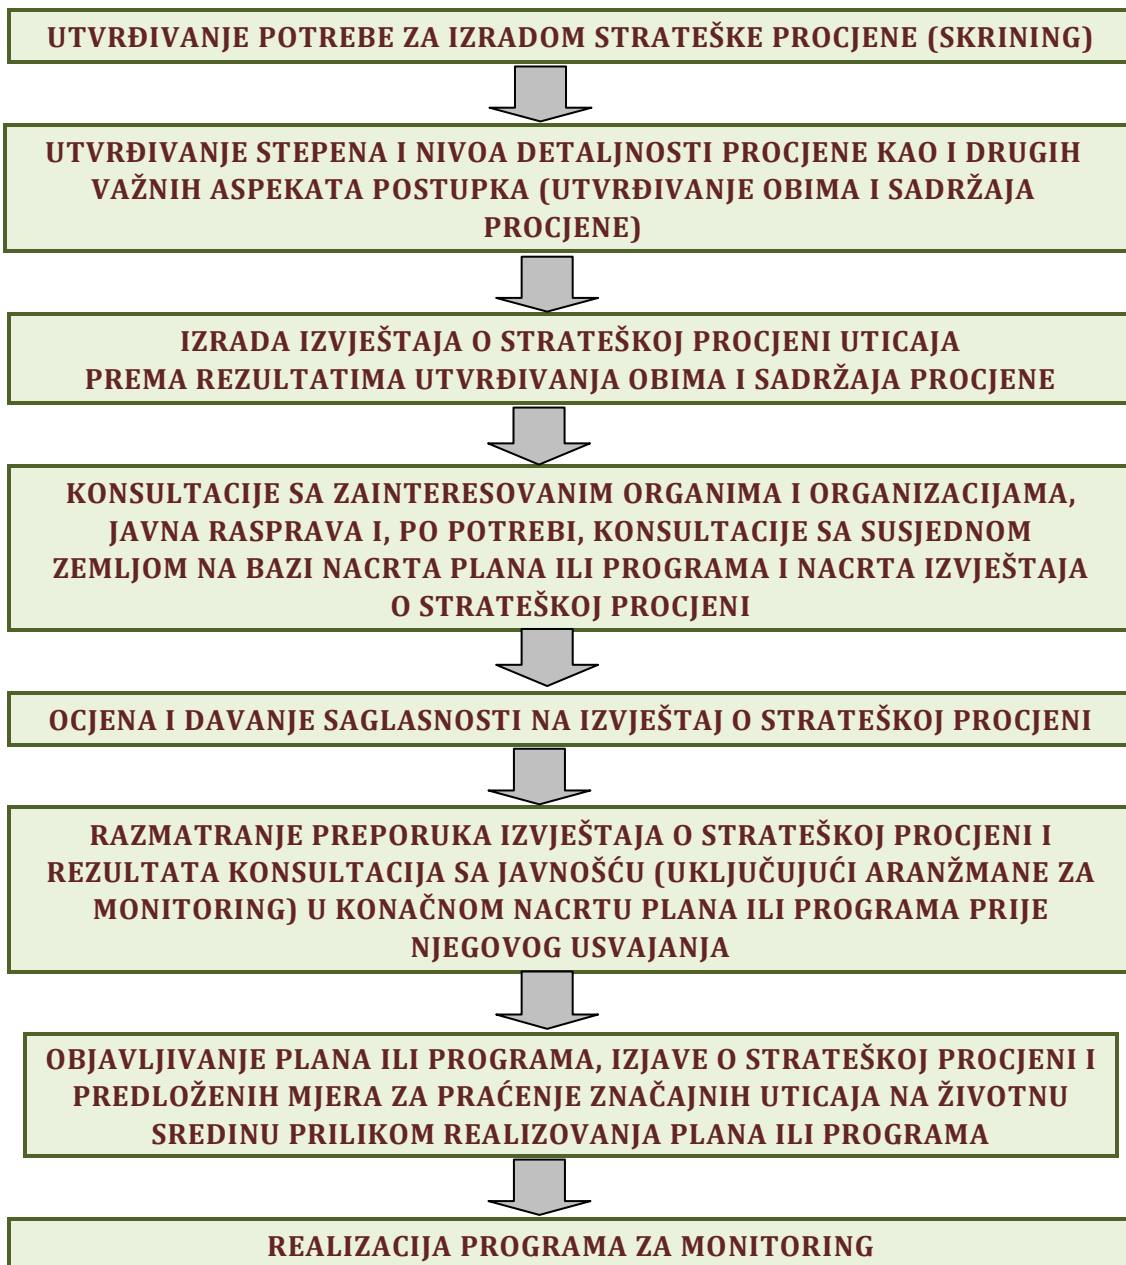 UTVRĐIVANJE POTREBE ZA IZRADOM STRATEŠKE PROCJENE (SKRINING)
UTVRĐIVANJE STEPENA I NIVOA DETALJNOSTI PROCJENE KAO I DRUGIH
VAŽNIH ASPEKATA POSTUPKA (UTVRĐIVANJE OBIMA I SADRŽAJA
PROCJENE)
IZRADA IZVJEŠTAJA O STRATEŠKOJ PROCJENI UTICAJA
PREMA REZULTATIMA UTVRĐIVANJA OBIMA I SADRŽAJA PROCJENE
KONSULTACIJE SA ZAINTERESOVANIM ORGANIMA I ORGANIZACIJAMA,
JAVNA RASPRAVA I, PO POTREBI, KONSULTACIJE SA SUSJEDNOM
ZEMLJOM NA BAZI NACRTA PLANA ILI PROGRAMA I NACRTA IZVJEŠTAJA
O STRATEŠKOJ PROCJENI
OCJENA I DAVANJE SAGLASNOSTI NA IZVJEŠTAJ O STRATEŠKOJ PROCJENI
RAZMATRANJE PREPORUKA IZVJEŠTAJA O STRATEŠKOJ PROCJENI I
REZULTATA KONSULTACIJA SA JAVNOŠĆU (UKLJUČUJUĆI ARANŽMANE ZA
MONITORING) U KONAČNOM NACRTU PLANA ILI PROGRAMA PRIJE
NJEGOVOG USVAJANJA
OBJAVLJIVANJE PLANA ILI PROGRAMA, IZJAVE O STRATEŠKOJ PROCJENI I
PREDLOŽENIH MJERA ZA PRAĆENJE ZNAČAJNIH UTICAJA NA ŽIVOTNU
SREDINU PRILIKOM REALIZOVANJA PLANA ILI PROGRAMA
REALIZACIJA PROGRAMA ZA MONITORING